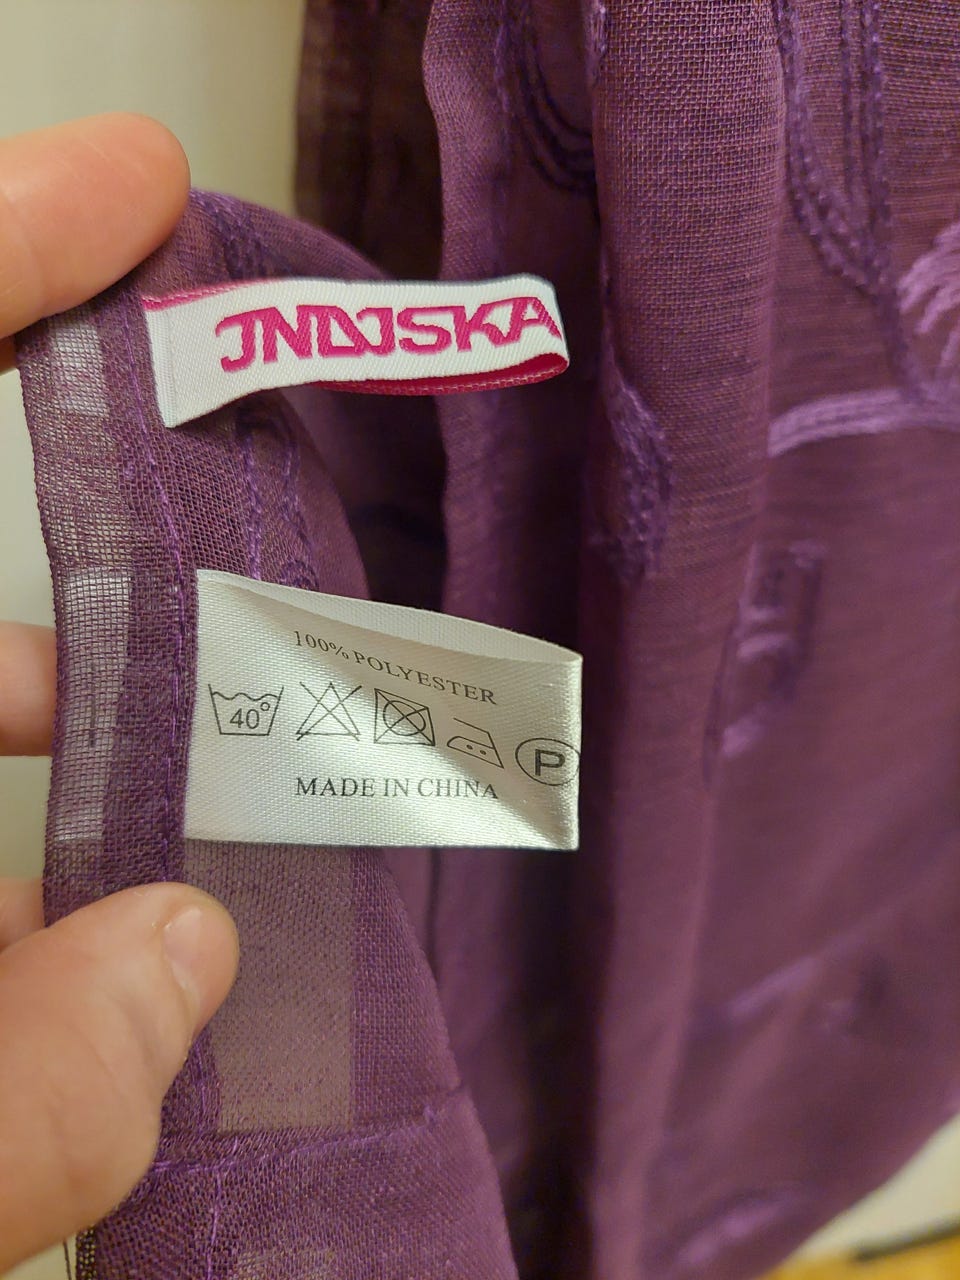 INDISKA
100% POLYESTER
40°
P
MADE IN CHINA